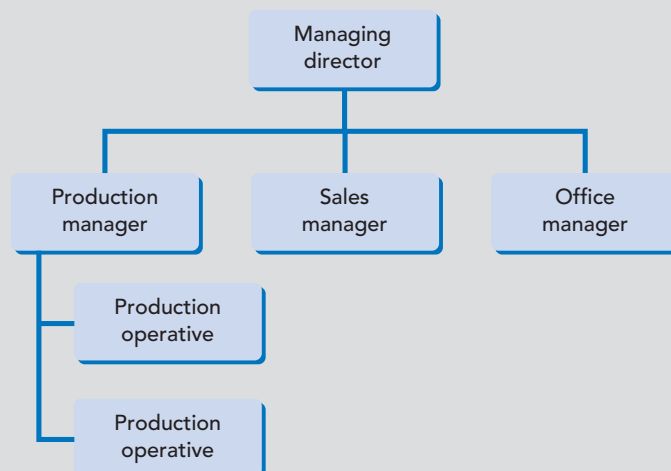 Managing
director
Production
manager
Sales
manager
Office
manager
Production
operative
Production
operative